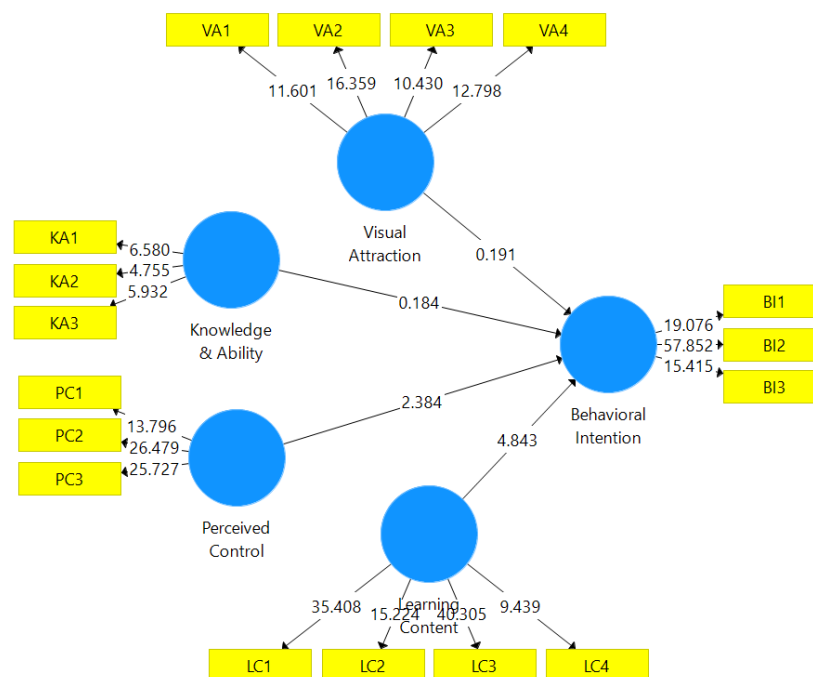 VA1 VA2 VA3 VA4
11.601 16.359 10.430 12.798
Visual
Attraction
KA1
KA2
KA3
6.580
4.755
5.932
Knowledge
& Ability
0.191
0.184
PC1
PC2
PC3
13.796
26.479
25.727
Perceived
Control
2.384
4.843
BI1
BI2
BI3
19.076
57.852
15.415
Behavioral
Intention
Learning
Content
35.408 15.224 40.305 9.439
LC1 LC2 LC3 LC4